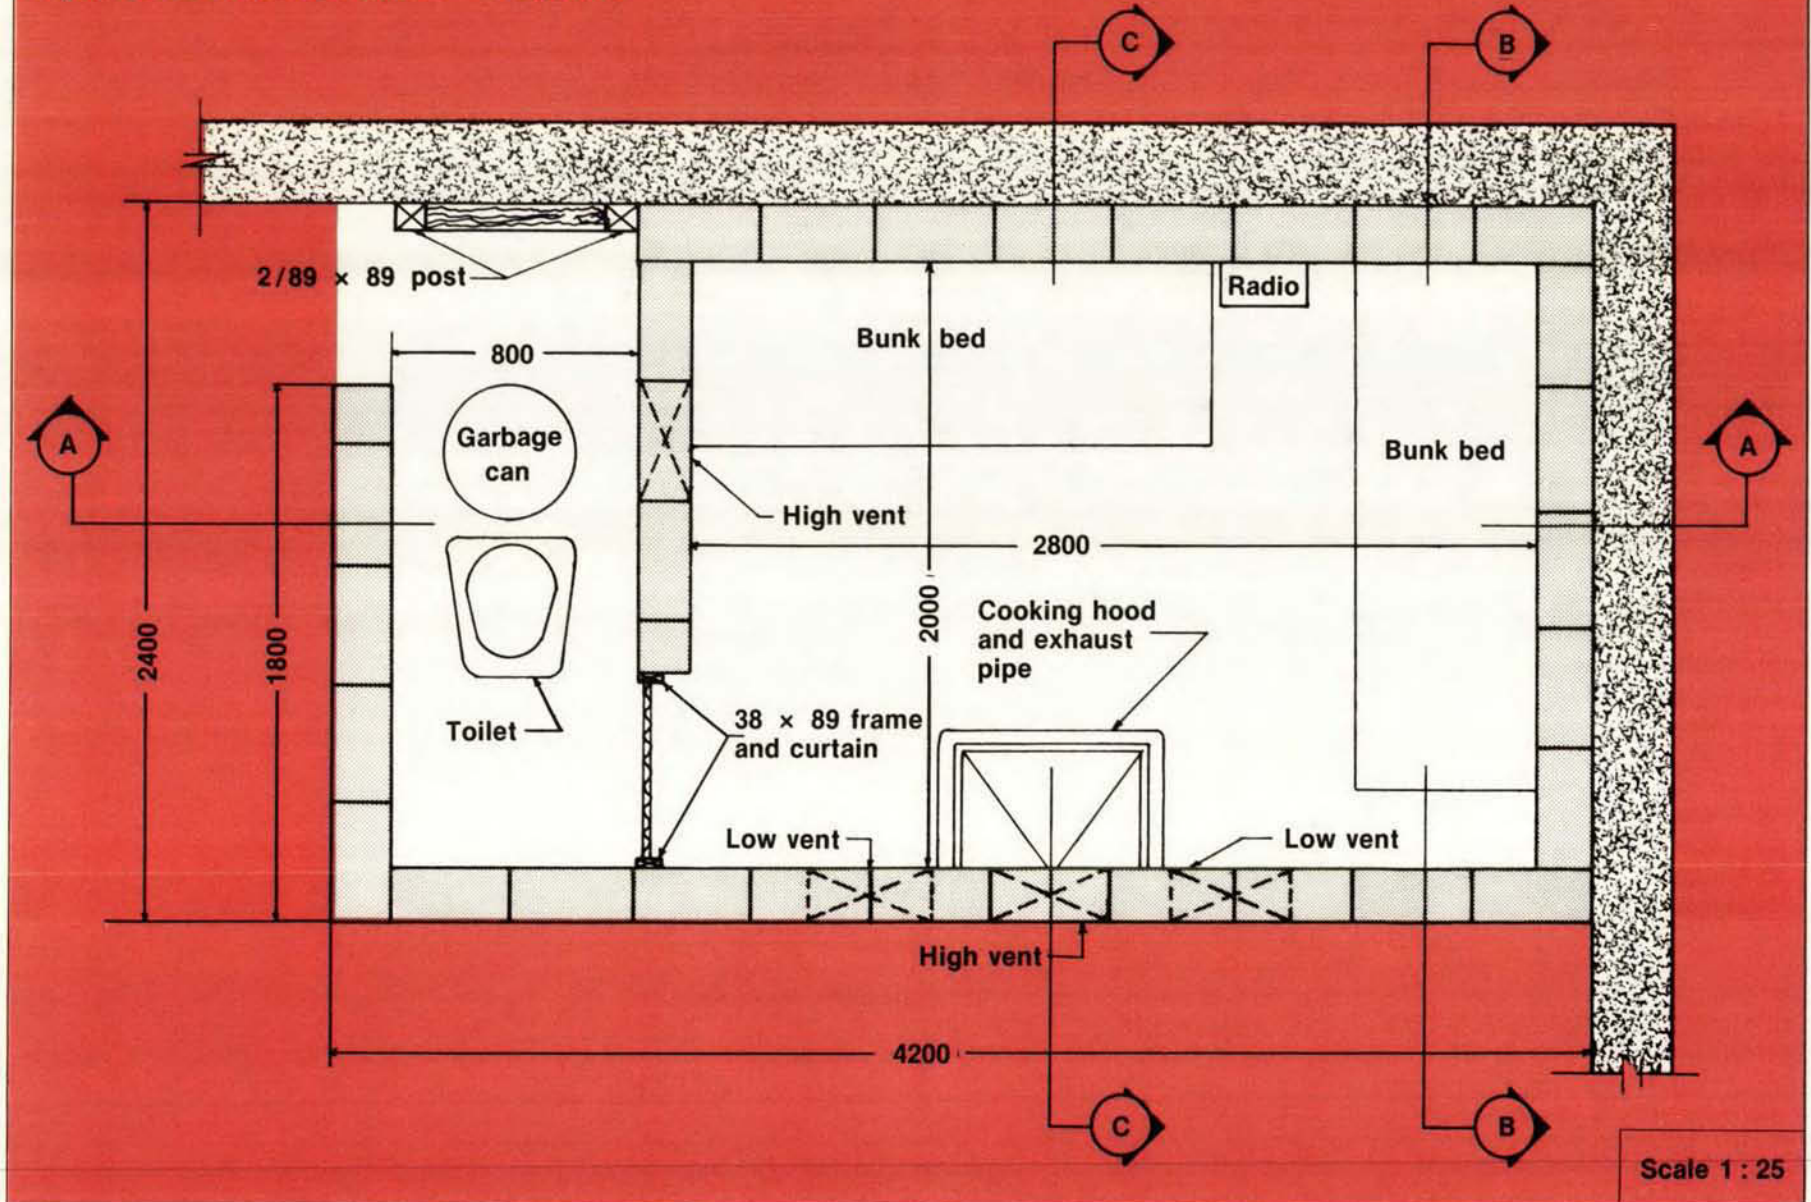 C
B
2/89 × 89 post
Radio
Bunk bed
800
A
Garbage
can
A
Bunk bed
High vent
2800
2400
1800
2000
Cooking hood
and exhaust
pipe
Toilet
38 × 89 frame
and curtain
Low vent
Low vent
High vent
4200
C
B
Scale 1 : 25